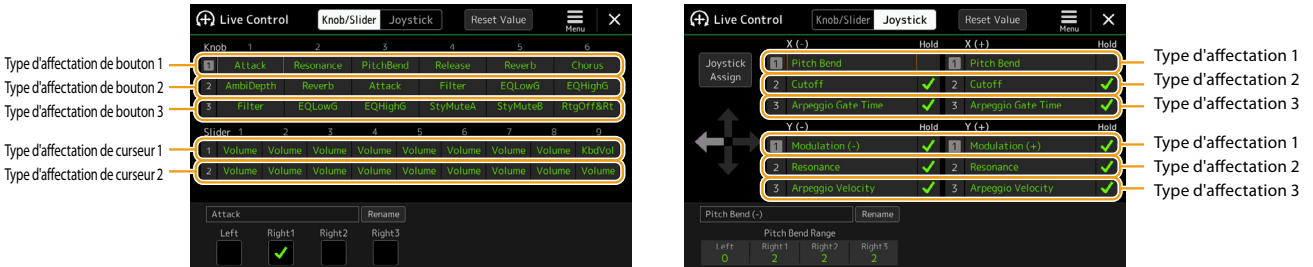 Live Control Knob/Slider Joystick Reset Value Menu
Knob 1 2 3 4 5 6
Type d'affectation de bouton 1 1 Attack Resonance PitchBend Release Reverb Chorus
Type d'affectation de bouton 2 2 AmbiDepth Reverb Attack Filter EQLowG EQHighG
Type d'affectation de bouton 3 3 Filter EQLowG EQHighG StyMuteA StyMuteB RtgOff&Rt
Slider 1 2 3 4 5 6 7 8 9
Type d'affectation de curseur 1 1 Volume Volume Volume Volume Volume Volume Volume Volume KbdVol
Type d'affectation de curseur 2 2 Volume Volume Volume Volume Volume Volume Volume Volume Volume
Attack Rename
Left Right1 Right2 Right3
Live Control Knob/Slider Joystick Reset Value Menu
X (-) Hold X (+) Hold
Joystick Assign
1 Pitch Bend 1 Pitch Bend Type d'affectation 1
2 Cutoff 2 Cutoff Type d'affectation 2
3 Arpeggio Gate Time 3 Arpeggio Gate Time Type d'affectation 3
Y (-) Hold Y (+) Hold
1 Modulation (-) 1 Modulation (+) Type d'affectation 1
2 Resonance 2 Resonance Type d'affectation 2
3 Arpeggio Velocity 3 Arpeggio Velocity Type d'affectation 3
Pitch Bend (-) Rename
Pitch Bend Range
Left Right1 Right2 Right3
0 2 2 2